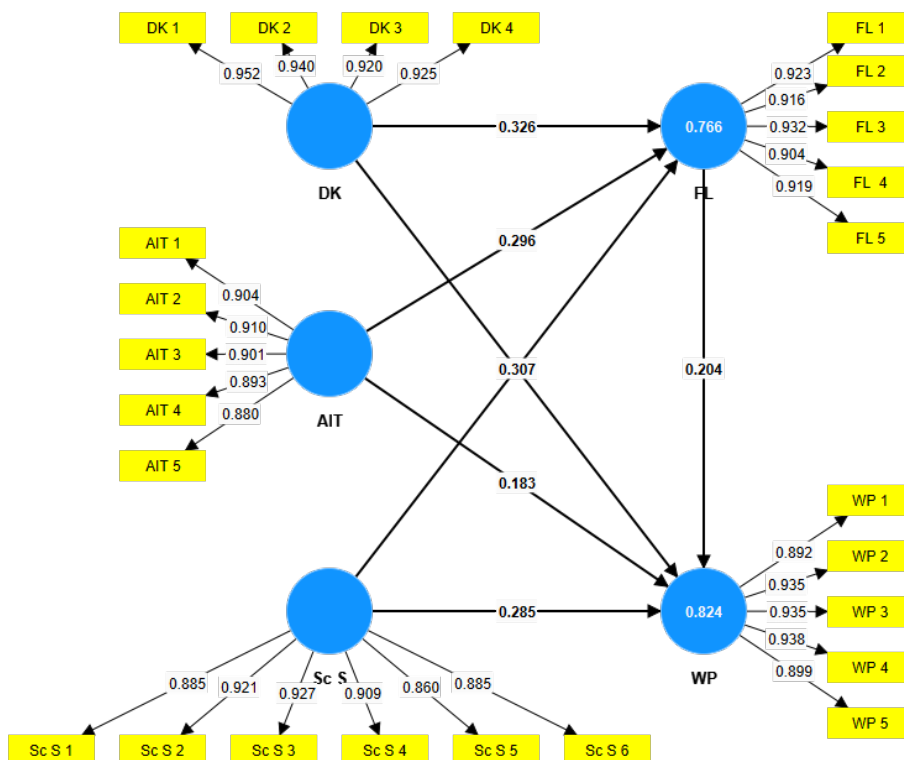 DK 1
DK 2
DK 3
DK 4
0.952
0.940
0.920
0.925
DK
FL 1
FL 2
FL 3
FL 4
FL 5
0.923
0.916
0.932
0.904
0.919
0.766
FL
0.326
0.296
AIT 1
AIT 2
AIT 3
AIT 4
AIT 5
0.904
0.910
0.901
0.893
0.880
AIT
0.307
0.204
0.183
0.285
Sc S
0.885
0.921
0.927
0.909
0.860
0.885
Sc S 1
Sc S 2
Sc S 3
Sc S 4
Sc S 5
Sc S 6
0.824
WP
0.892
0.935
0.935
0.938
0.899
WP 1
WP 2
WP 3
WP 4
WP 5